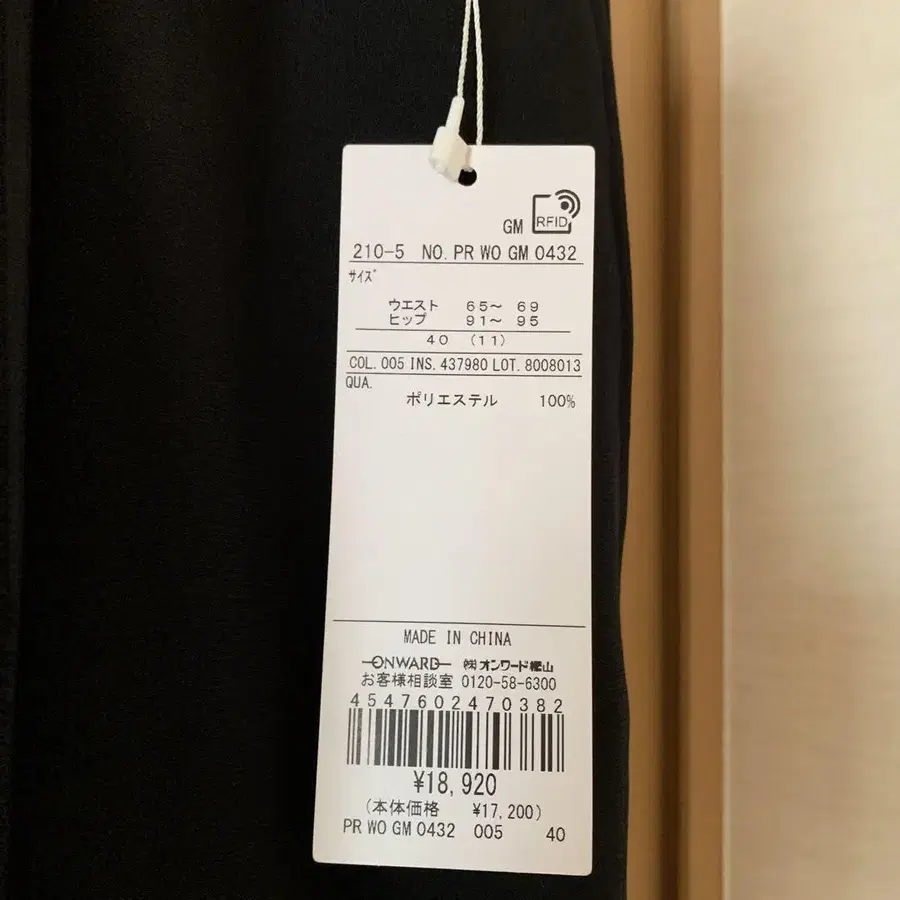 GM RFID
210-5 NO. PR WO GM 0432
サイズ
ウエスト 65～ 69
ヒップ 91～ 95
40 (11)
COL. 005 INS. 437980 LOT. 8008013
QUA.
ポリエステル 100%
MADE IN CHINA
ONWARD ㈱オンワード樫山
お客様相談室 0120-58-6300
4547602470382
¥18,920
(本体価格 ¥17,200)
PR WO GM 0432 005 40